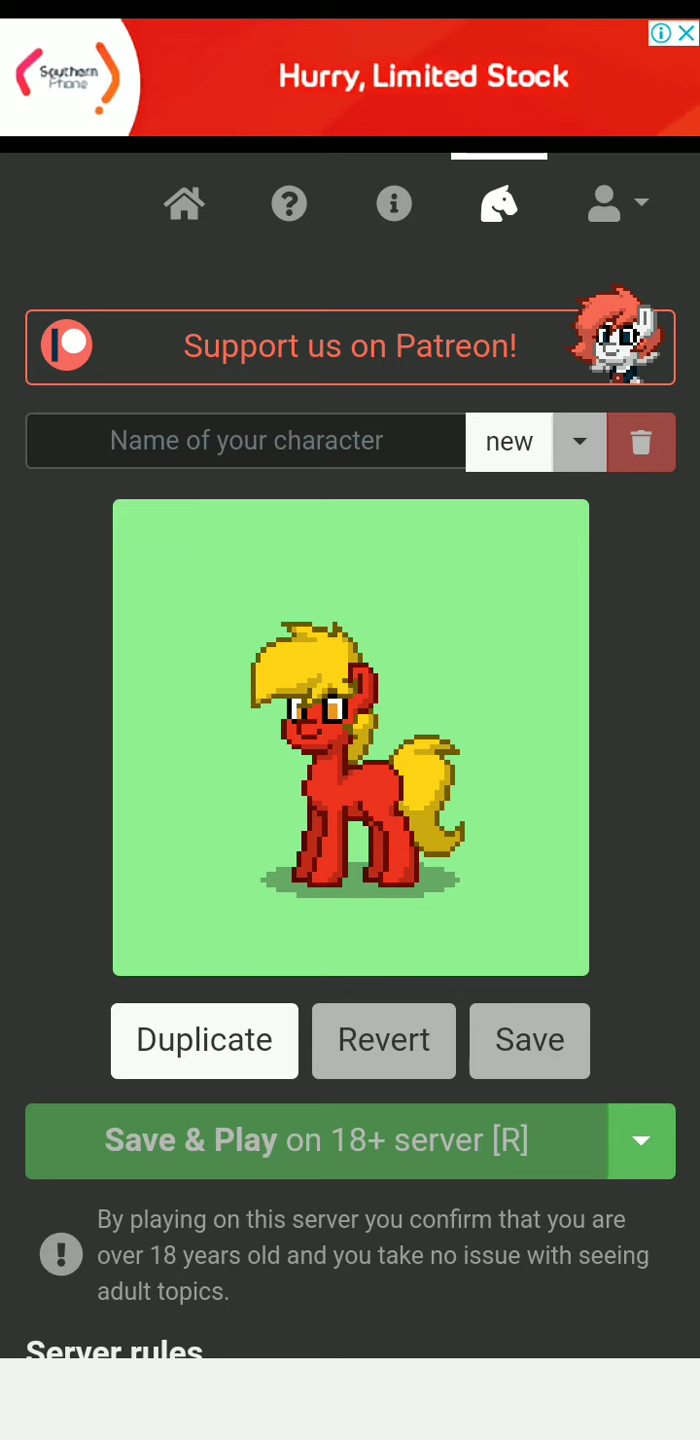 Southern
Phone
Hurry, Limited Stock
Support us on Patreon!
Name of your character
new
Duplicate
Revert
Save
Save & Play on 18+ server [R]
By playing on this server you confirm that you are
over 18 years old and you take no issue with seeing
adult topics.
Server rules